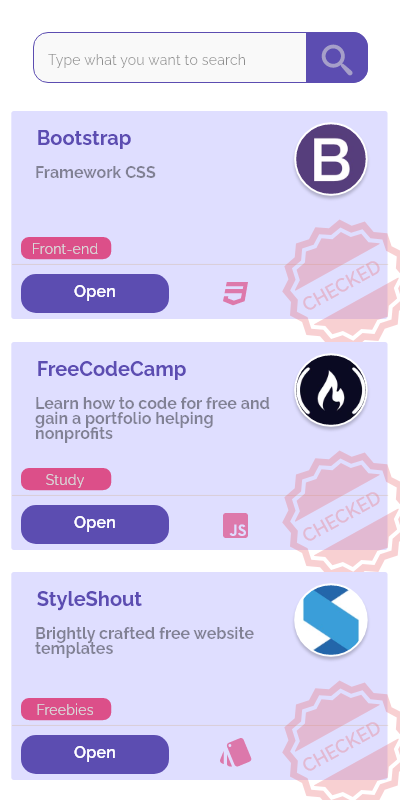 Type what you want to search
Bootstrap
B
Framework CSS
Front-end
CHECKED
Open
FreeCodeCamp
Learn how to code for free and
gain a portfolio helping
nonprofits
Study
CHECKED
Open
JS
StyleShout
Brightly crafted free website
templates
Freebies
CHECKED
Open